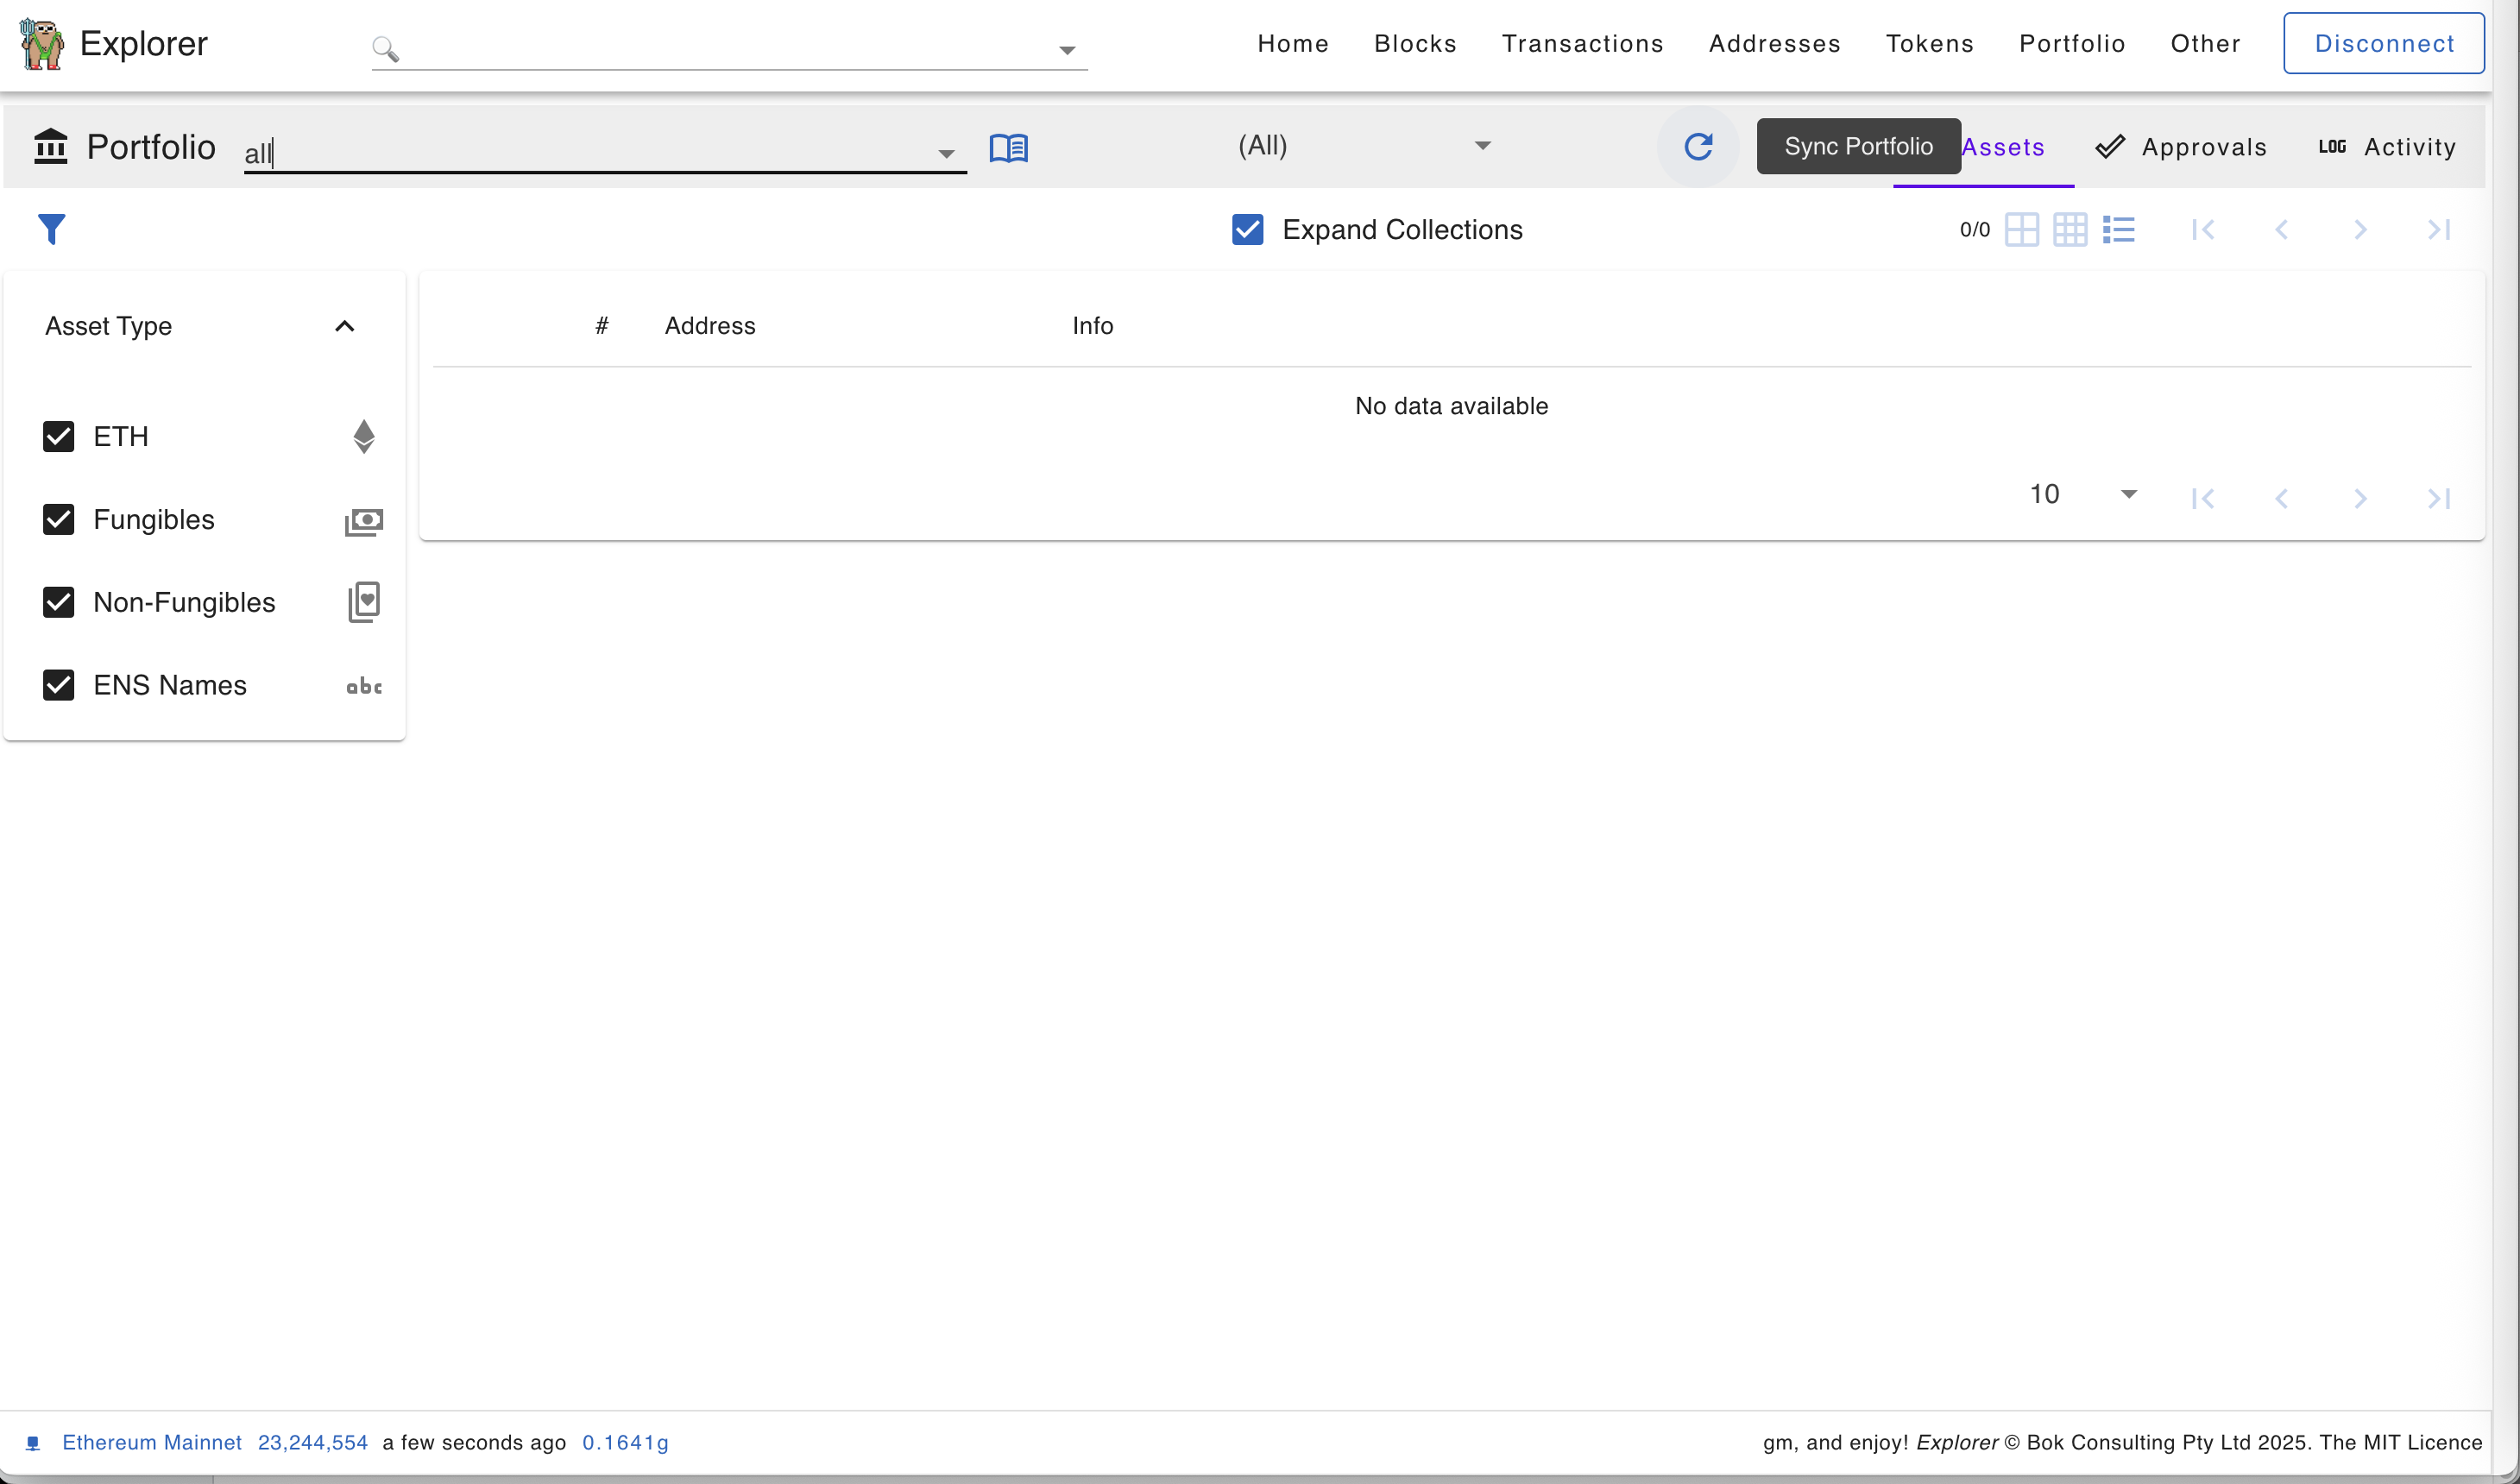 Explorer
Home Blocks Transactions Addresses Tokens Portfolio Other Disconnect
Portfolio all (All) Sync Portfolio Assets Approvals LOG Activity
Expand Collections 0/0
Asset Type
ETH
Fungibles
Non-Fungibles
ENS Names abc
# Address Info
No data available
10
Ethereum Mainnet 23,244,554 a few seconds ago 0.1641g
gm, and enjoy! Explorer © Bok Consulting Pty Ltd 2025. The MIT Licence